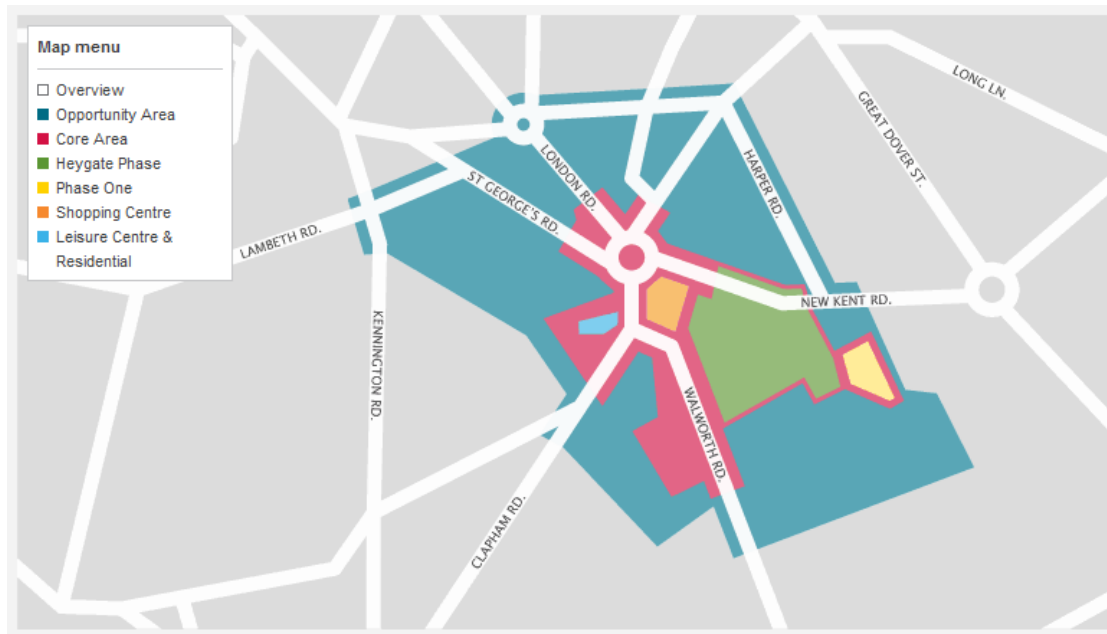 Map menu
Overview
Opportunity Area
Core Area
Heygate Phase
Phase One
Shopping Centre
Leisure Centre &
Residential
LONG LN.
GREAT DOVER ST.
HARPER RD.
LONDON RD.
ST GEORGE'S RD.
LAMBETH RD.
NEW KENT RD.
KENNINGTON RD.
WALWORTH RD.
CLAPHAM RD.